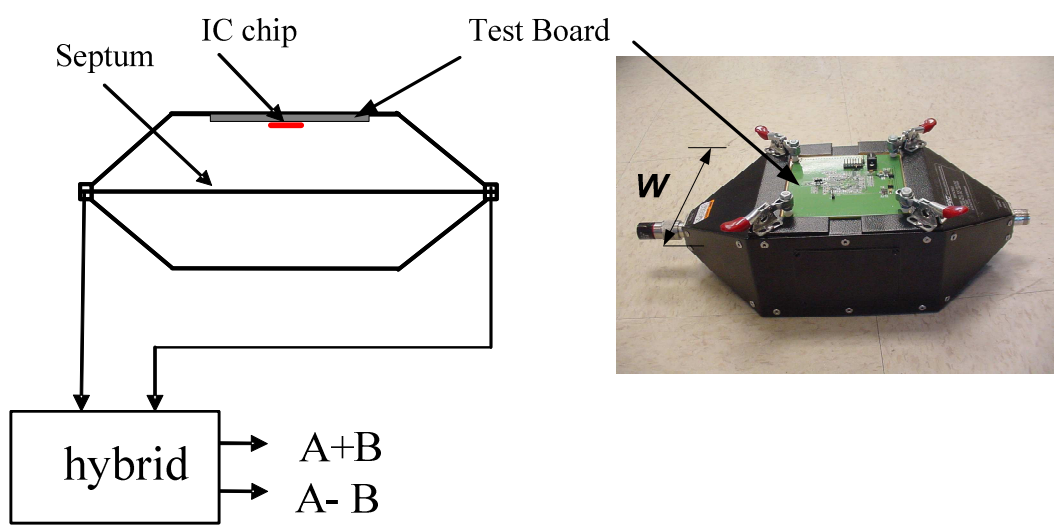 IC chip
Test Board
Septum
W
hybrid
A+B
A- B